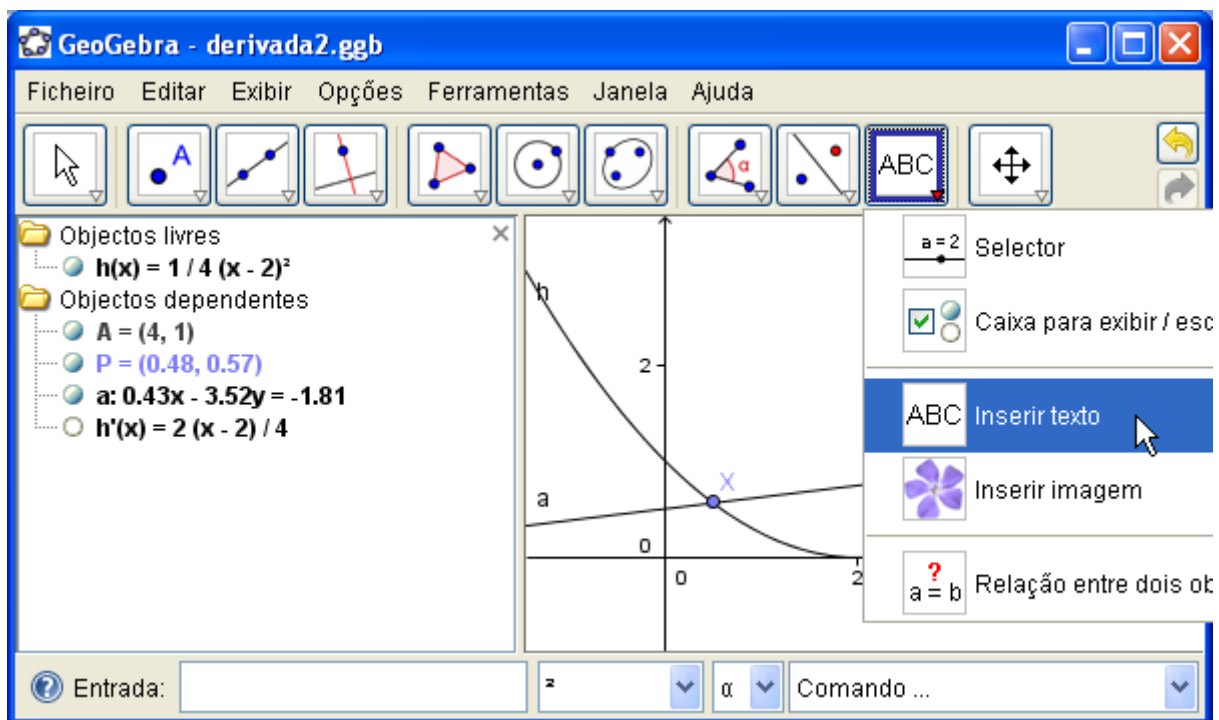 GeoGebra - derivada2.ggb
Ficheiro Editar Exibir Opções Ferramentas Janela Ajuda
A
α
ABC
Objectos livres
h(x) = 1 / 4 (x - 2)²
Objectos dependentes
A = (4, 1)
P = (0.48, 0.57)
a: 0.43x - 3.52y = -1.81
h'(x) = 2 (x - 2) / 4
h
2
X
a
0
0
2
a = 2 Selector
Caixa para exibir / esc
ABC Inserir texto
Inserir imagem
?
a = b Relação entre dois ob
Entrada: ² α Comando ...